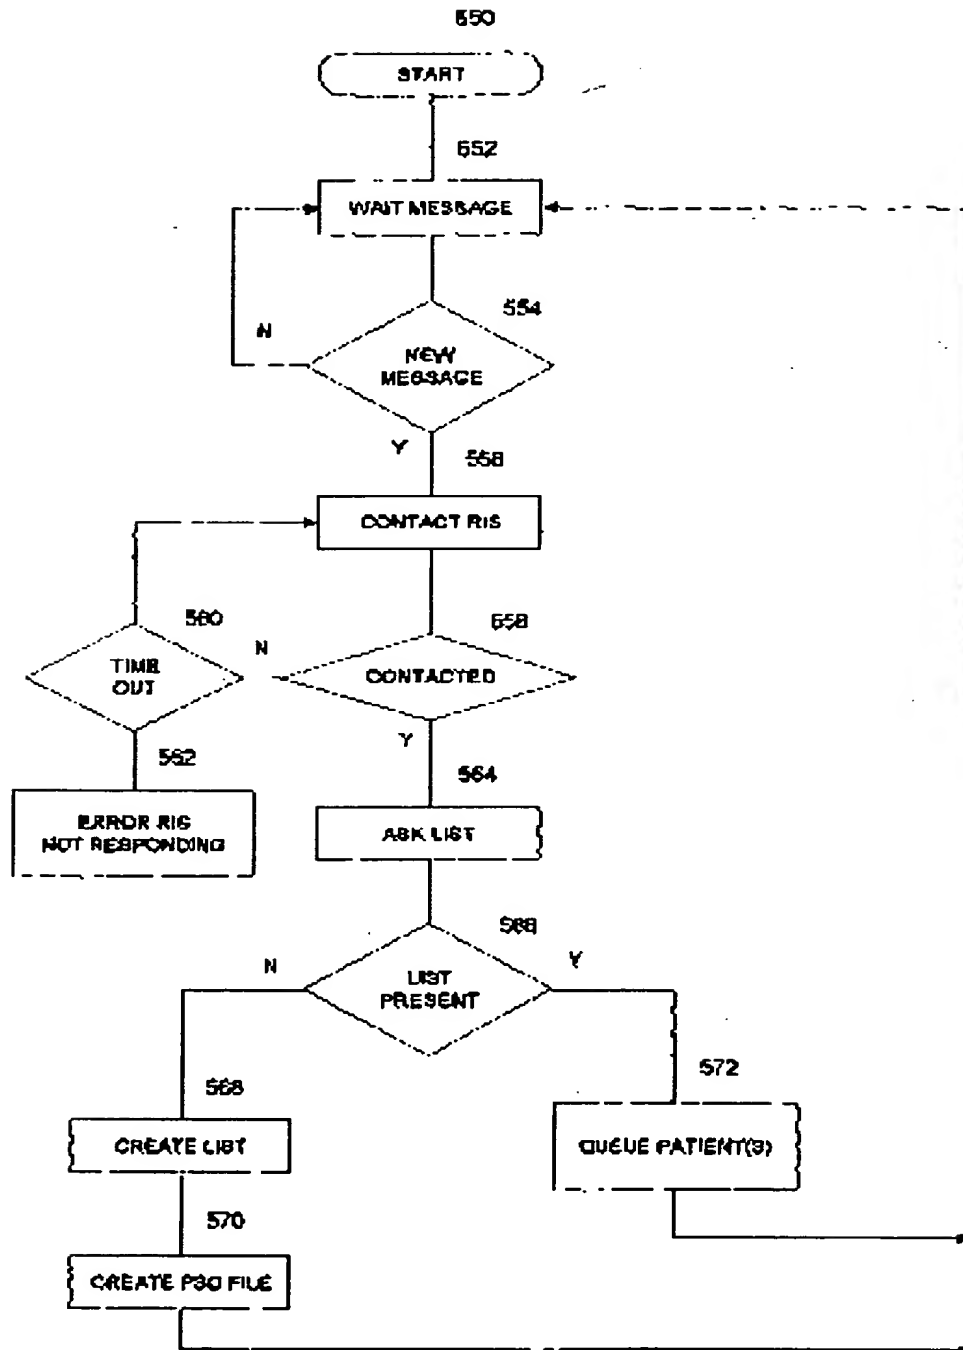 550
START
552
WAIT MESSAGE
554
N
NEW
MESSAGE
Y
556
CONTACT RIS
560
558
TIME
OUT
N
CONTACTED
Y
562
564
ERROR RIS
NOT RESPONDING
ASK LIST
566
N
Y
LIST
PRESENT
572
568
CREATE LIST
QUEUE PATIENT(S)
570
CREATE FILE